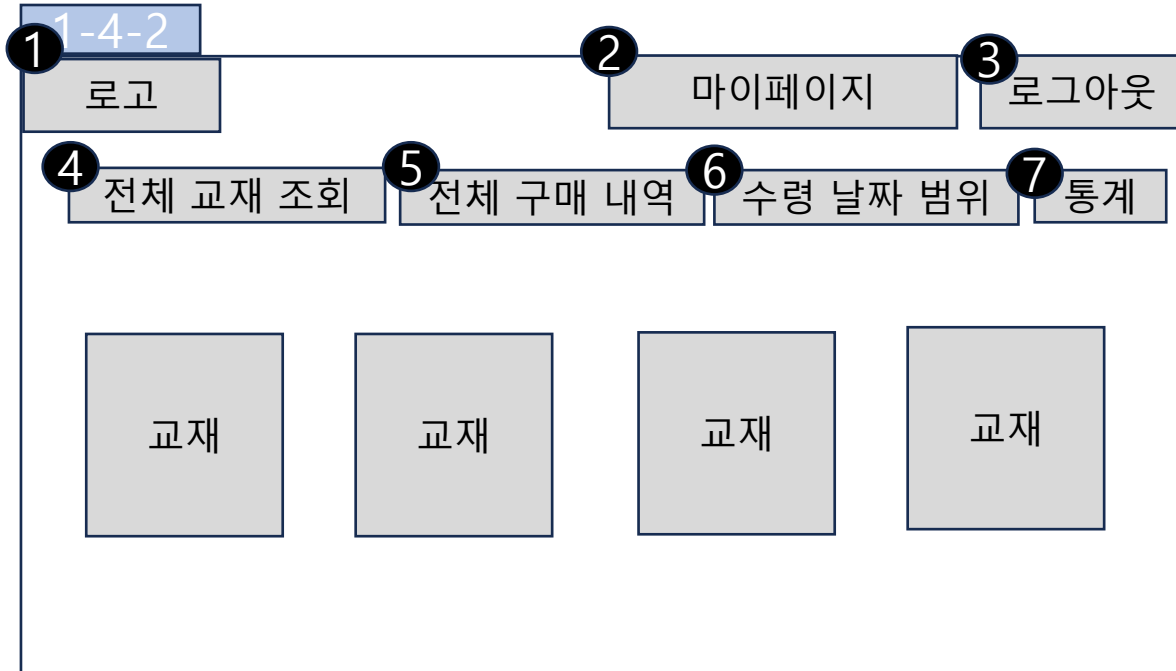 1-4-2
1
로고
2
마이페이지
3
로그아웃
4
전체 교재 조회
5
전체 구매 내역
6
수령 날짜 범위
7
통계
교재
교재
교재
교재